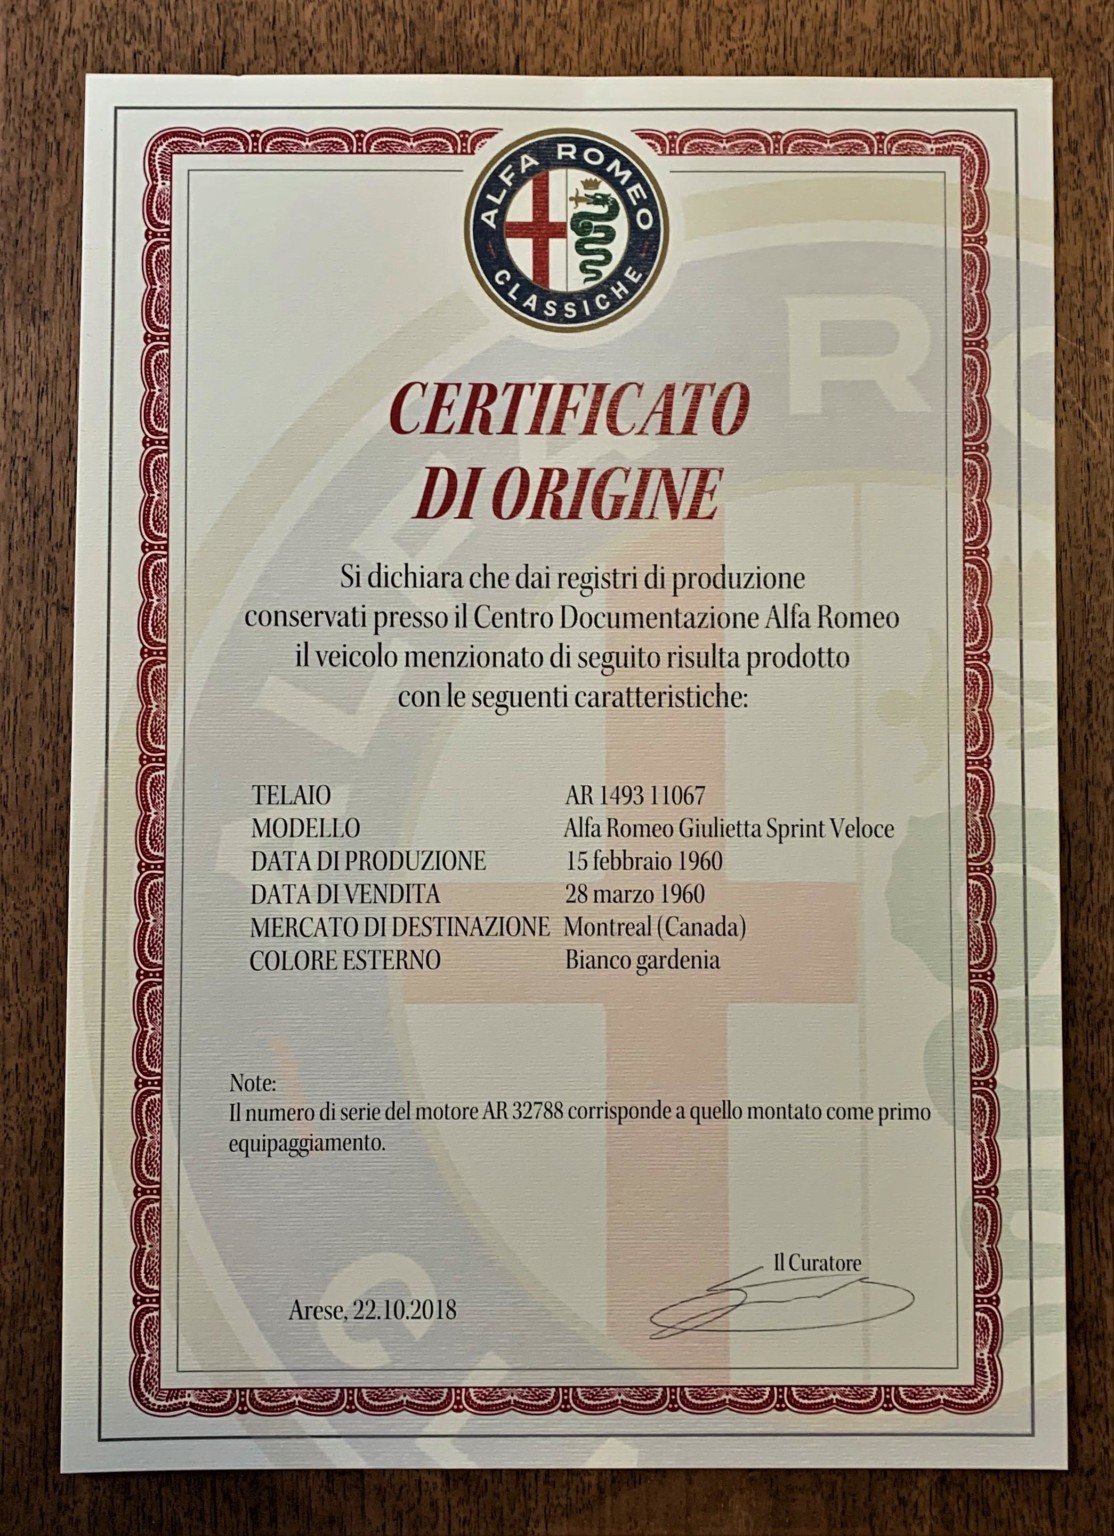 ALFA ROMEO
CLASSICHE
CERTIFICATO
DI ORIGINE
Si dichiara che dai registri di produzione
conservati presso il Centro Documentazione Alfa Romeo
il veicolo menzionato di seguito risulta prodotto
con le seguenti caratteristiche:
TELAIO AR 1493 11067
MODELLO Alfa Romeo Giulietta Sprint Veloce
DATA DI PRODUZIONE 15 febbraio 1960
DATA DI VENDITA 28 marzo 1960
MERCATO DI DESTINAZIONE Montreal (Canada)
COLORE ESTERNO Bianco gardenia
Note:
Il numero di serie del motore AR 32788 corrisponde a quello montato come primo
equipaggiamento.
Il Curatore
Arese, 22.10.2018